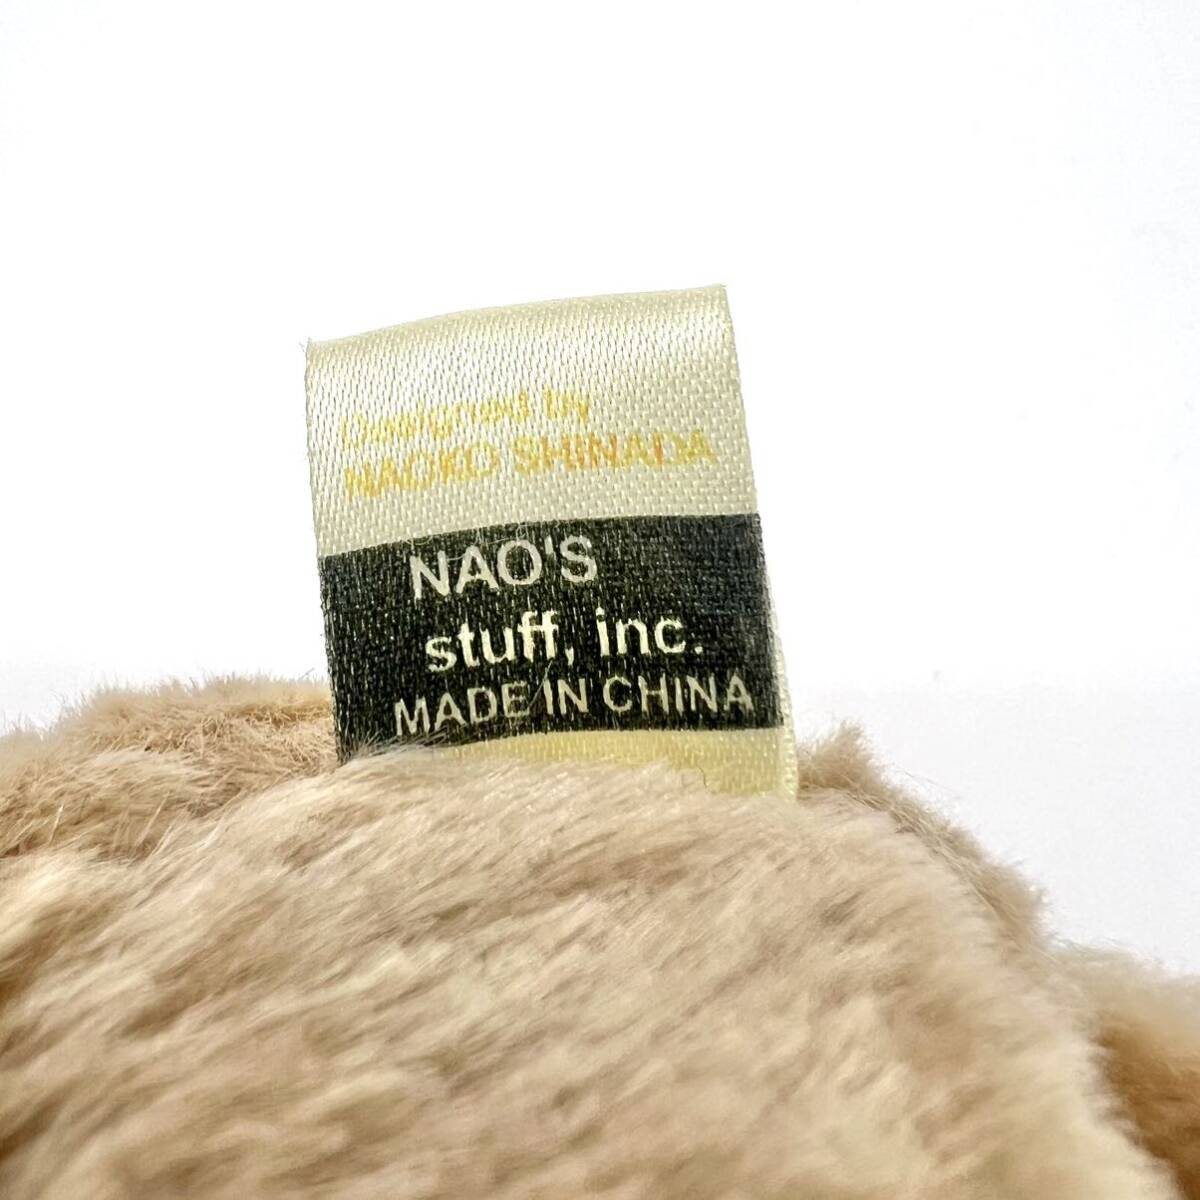 Designed by
NAOKO SHINADA
NAO'S
stuff, inc.
MADE IN CHINA